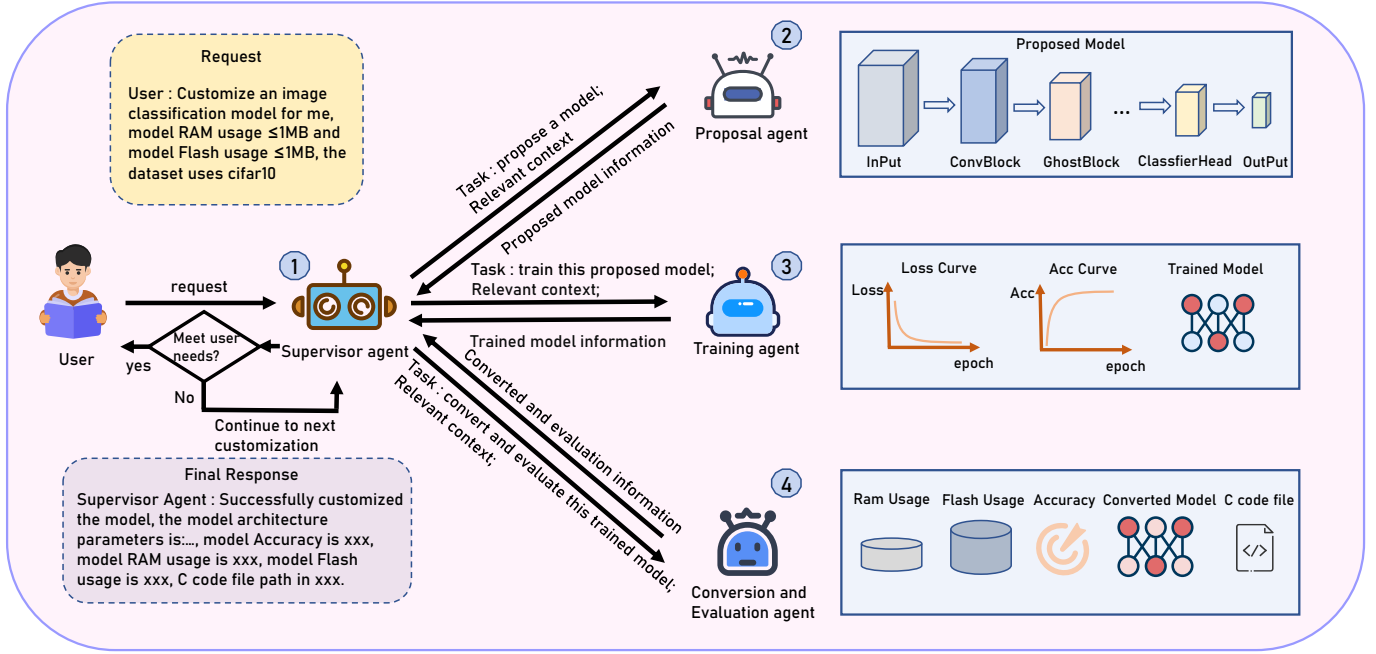 Request
User : Customize an image
classification model for me,
model RAM usage ≤1MB and
model Flash usage ≤1MB, the
dataset uses cifar10
2
Proposal agent
Task : propose a model;
Relevant context
Proposed model information
Proposed Model
InPut
ConvBlock
GhostBlock
...
ClassfierHead
OutPut
User
request
Meet user
needs?
yes
No
Continue to next
customization
1
Supervisor agent
Task : train this proposed model;
Relevant context;
Trained model information
3
Training agent
Loss Curve
Loss
epoch
Acc Curve
Acc
epoch
Trained Model
Converted and evaluation information
Task : convert and evaluate this trained model;
Relevant context;
4
Conversion and
Evaluation agent
Ram Usage
Flash Usage
Accuracy
Converted Model
C code file
</>
Final Response
Supervisor Agent : Successfully customized
the model, the model architecture
parameters is:..., model Accuracy is xxx,
model RAM usage is xxx, model Flash
usage is xxx, C code file path in xxx.